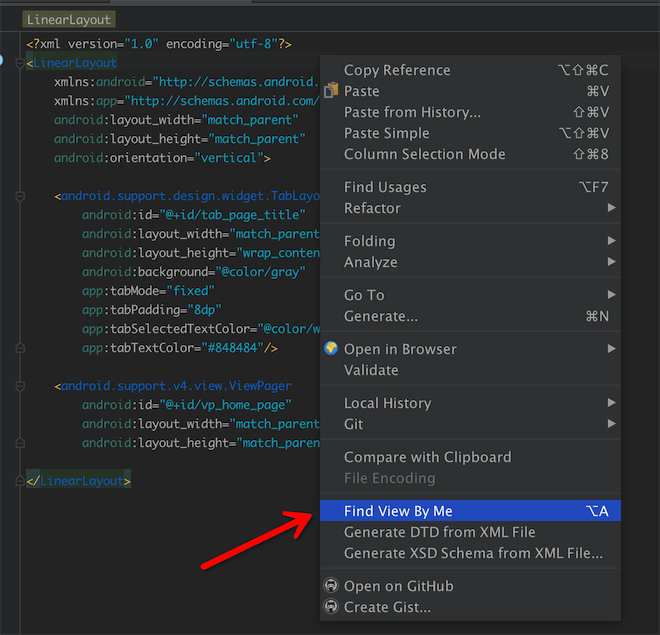 LinearLayout
<?xml version="1.0" encoding="utf-8"?>
<LinearLayout
xmlns:android="http://schemas.android.
xmlns:app="http://schemas.android.com/
android:layout_width="match_parent"
android:layout_height="match_parent"
android:orientation="vertical">
<android.support.design.widget.TabLayo
android:id="@+id/tab_page_title"
android:layout_width="match_parent
android:layout_height="wrap_conten
android:background="@color/gray"
app:tabMode="fixed"
app:tabPadding="8dp"
app:tabSelectedTextColor="@color/w
app:tabTextColor="#848484"/>
<android.support.v4.view.ViewPager
android:id="@+id/vp_home_page"
android:layout_width="match_parent
android:layout_height="match_paren
</LinearLayout>
Copy Reference ⌥⇧⌘C
Paste ⌘V
Paste from History... ⇧⌘V
Paste Simple ⌥⇧⌘V
Column Selection Mode ⇧⌘8
Find Usages ⌥F7
Refactor
Folding
Analyze
Go To
Generate... ⌘N
Open in Browser
Validate
Local History
Git
Compare with Clipboard
File Encoding
Find View By Me ⌥A
Generate DTD from XML File
Generate XSD Schema from XML File...
Open on GitHub
Create Gist...